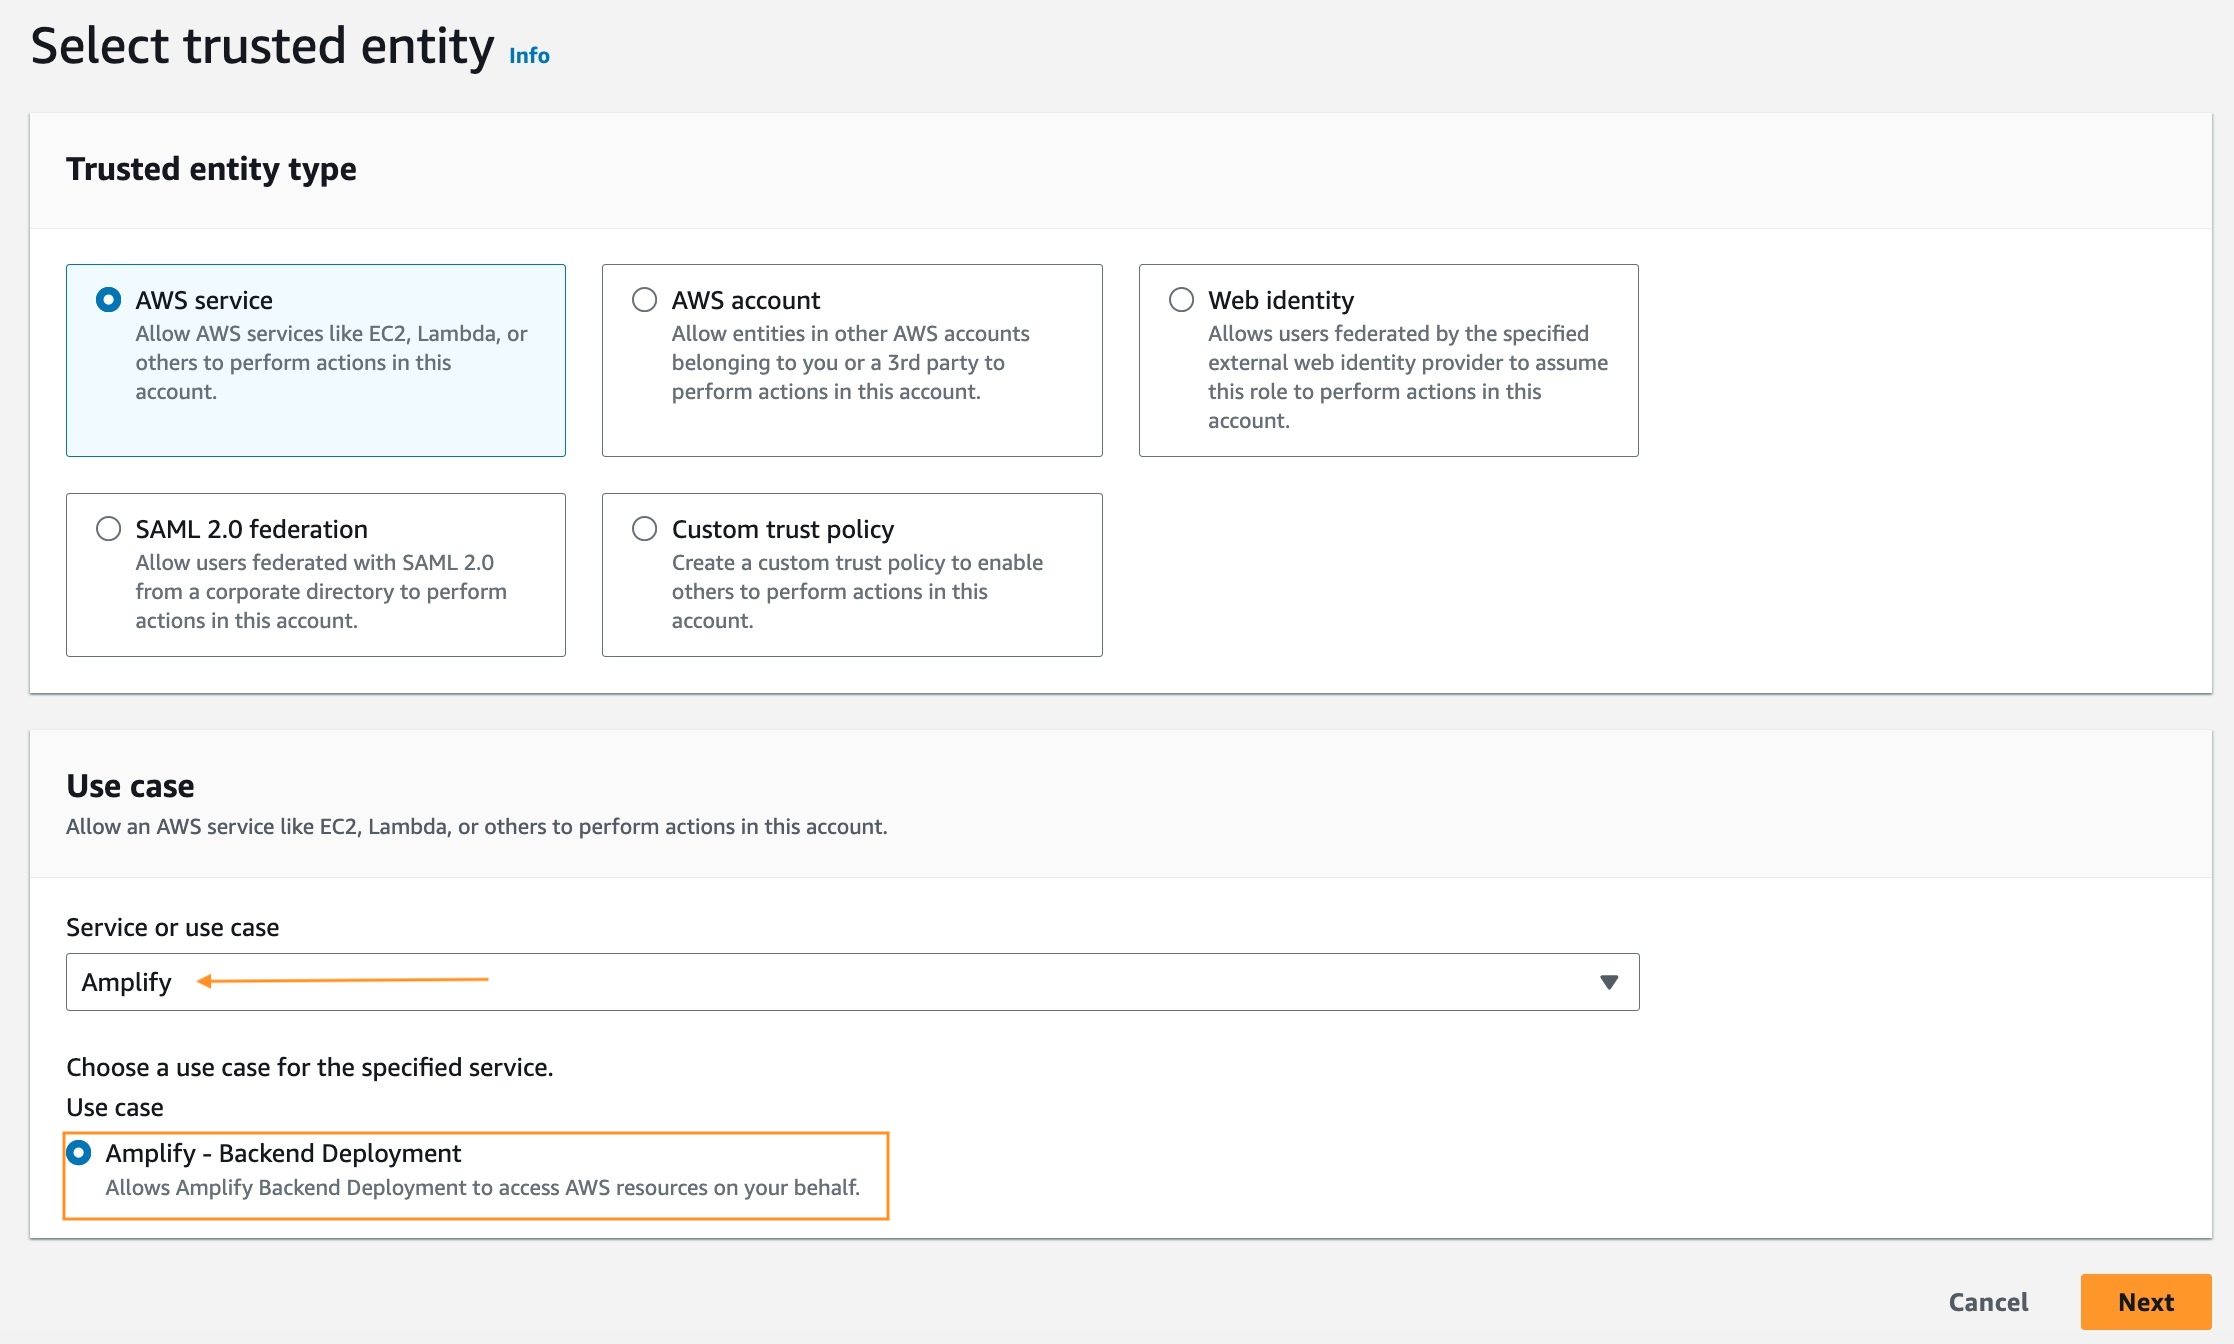 Select trusted entity Info
Trusted entity type
AWS service
Allow AWS services like EC2, Lambda, or
others to perform actions in this
account.
AWS account
Allow entities in other AWS accounts
belonging to you or a 3rd party to
perform actions in this account.
Web identity
Allows users federated by the specified
external web identity provider to assume
this role to perform actions in this
account.
SAML 2.0 federation
Allow users federated with SAML 2.0
from a corporate directory to perform
actions in this account.
Custom trust policy
Create a custom trust policy to enable
others to perform actions in this
account.
Use case
Allow an AWS service like EC2, Lambda, or others to perform actions in this account.
Service or use case
Amplify
Choose a use case for the specified service.
Use case
Amplify - Backend Deployment
Allows Amplify Backend Deployment to access AWS resources on your behalf.
Cancel
Next